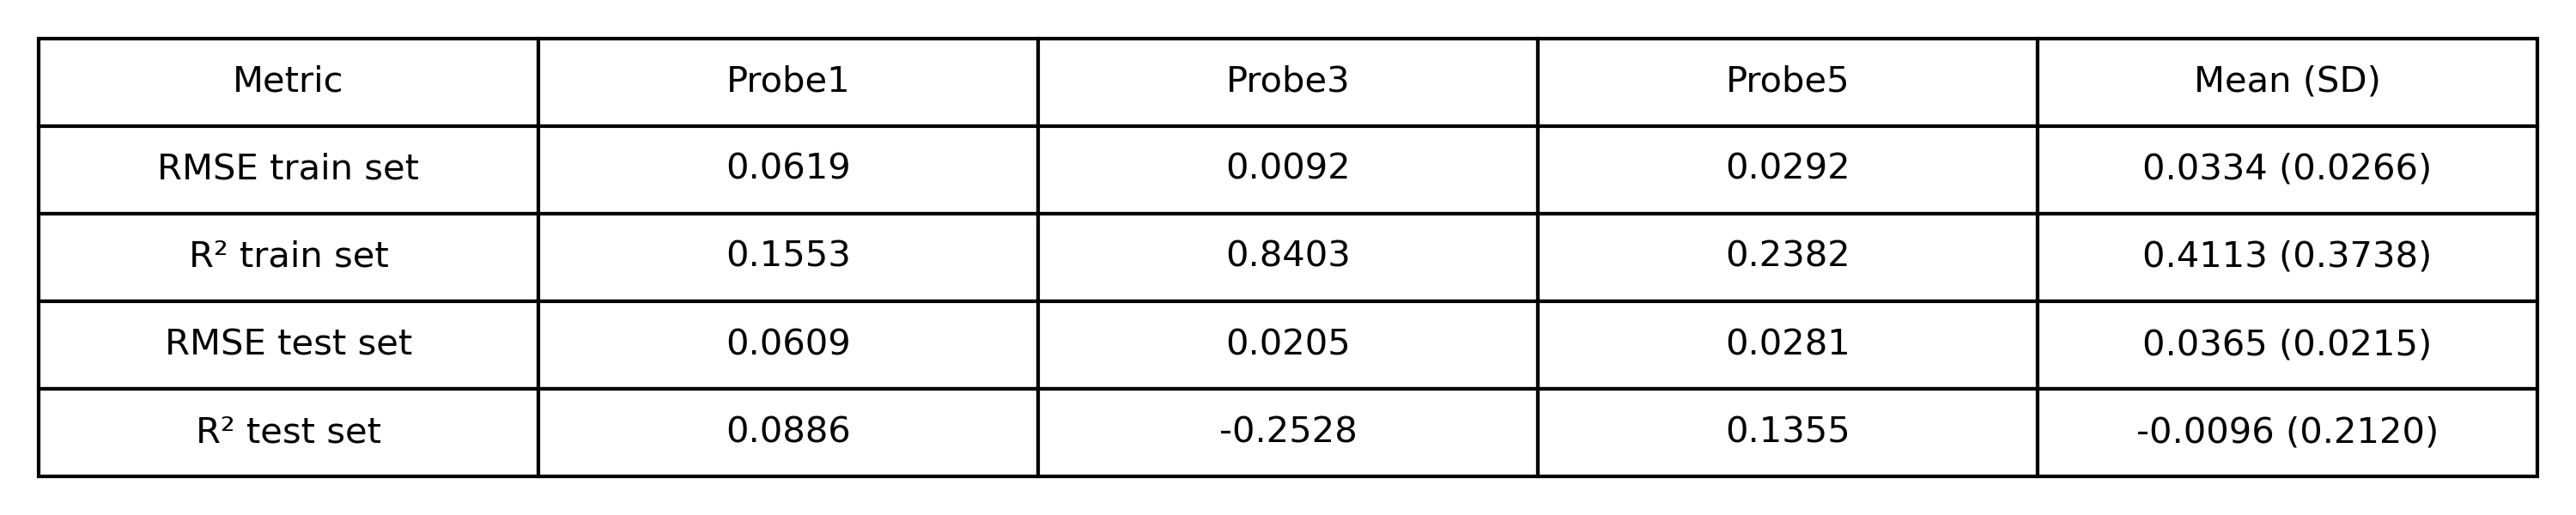 Metric Probe1 Probe3 Probe5 Mean (SD)
RMSE train set 0.0619 0.0092 0.0292 0.0334 (0.0266)
R² train set 0.1553 0.8403 0.2382 0.4113 (0.3738)
RMSE test set 0.0609 0.0205 0.0281 0.0365 (0.0215)
R² test set 0.0886 -0.2528 0.1355 -0.0096 (0.2120)